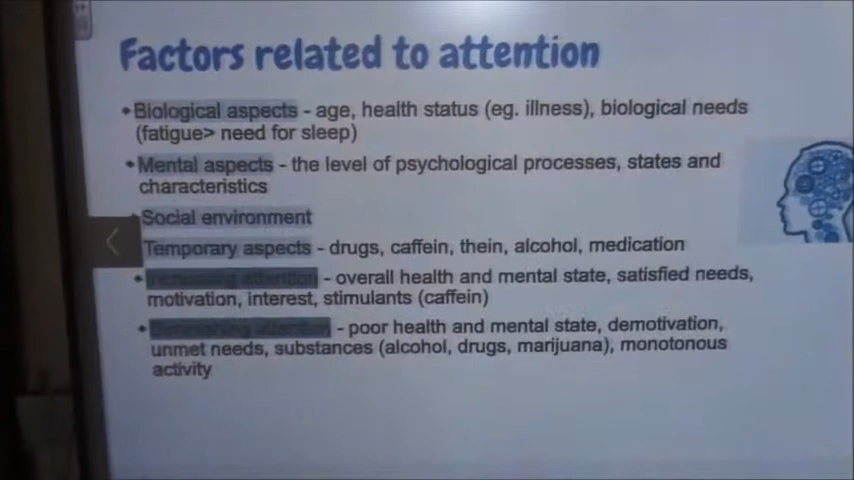 Factors related to attention
• Biological aspects - age, health status (eg. illness), biological needs
(fatigue> need for sleep)
• Mental aspects - the level of psychological processes, states and
characteristics
Social environment
Temporary aspects - drugs, caffein, thein, alcohol, medication
• Increasing attention - overall health and mental state, satisfied needs,
motivation, interest, stimulants (caffein)
• - poor health and mental state, demotivation,
unmet needs, substances (alcohol, drugs, marijuana), monotonous
activity